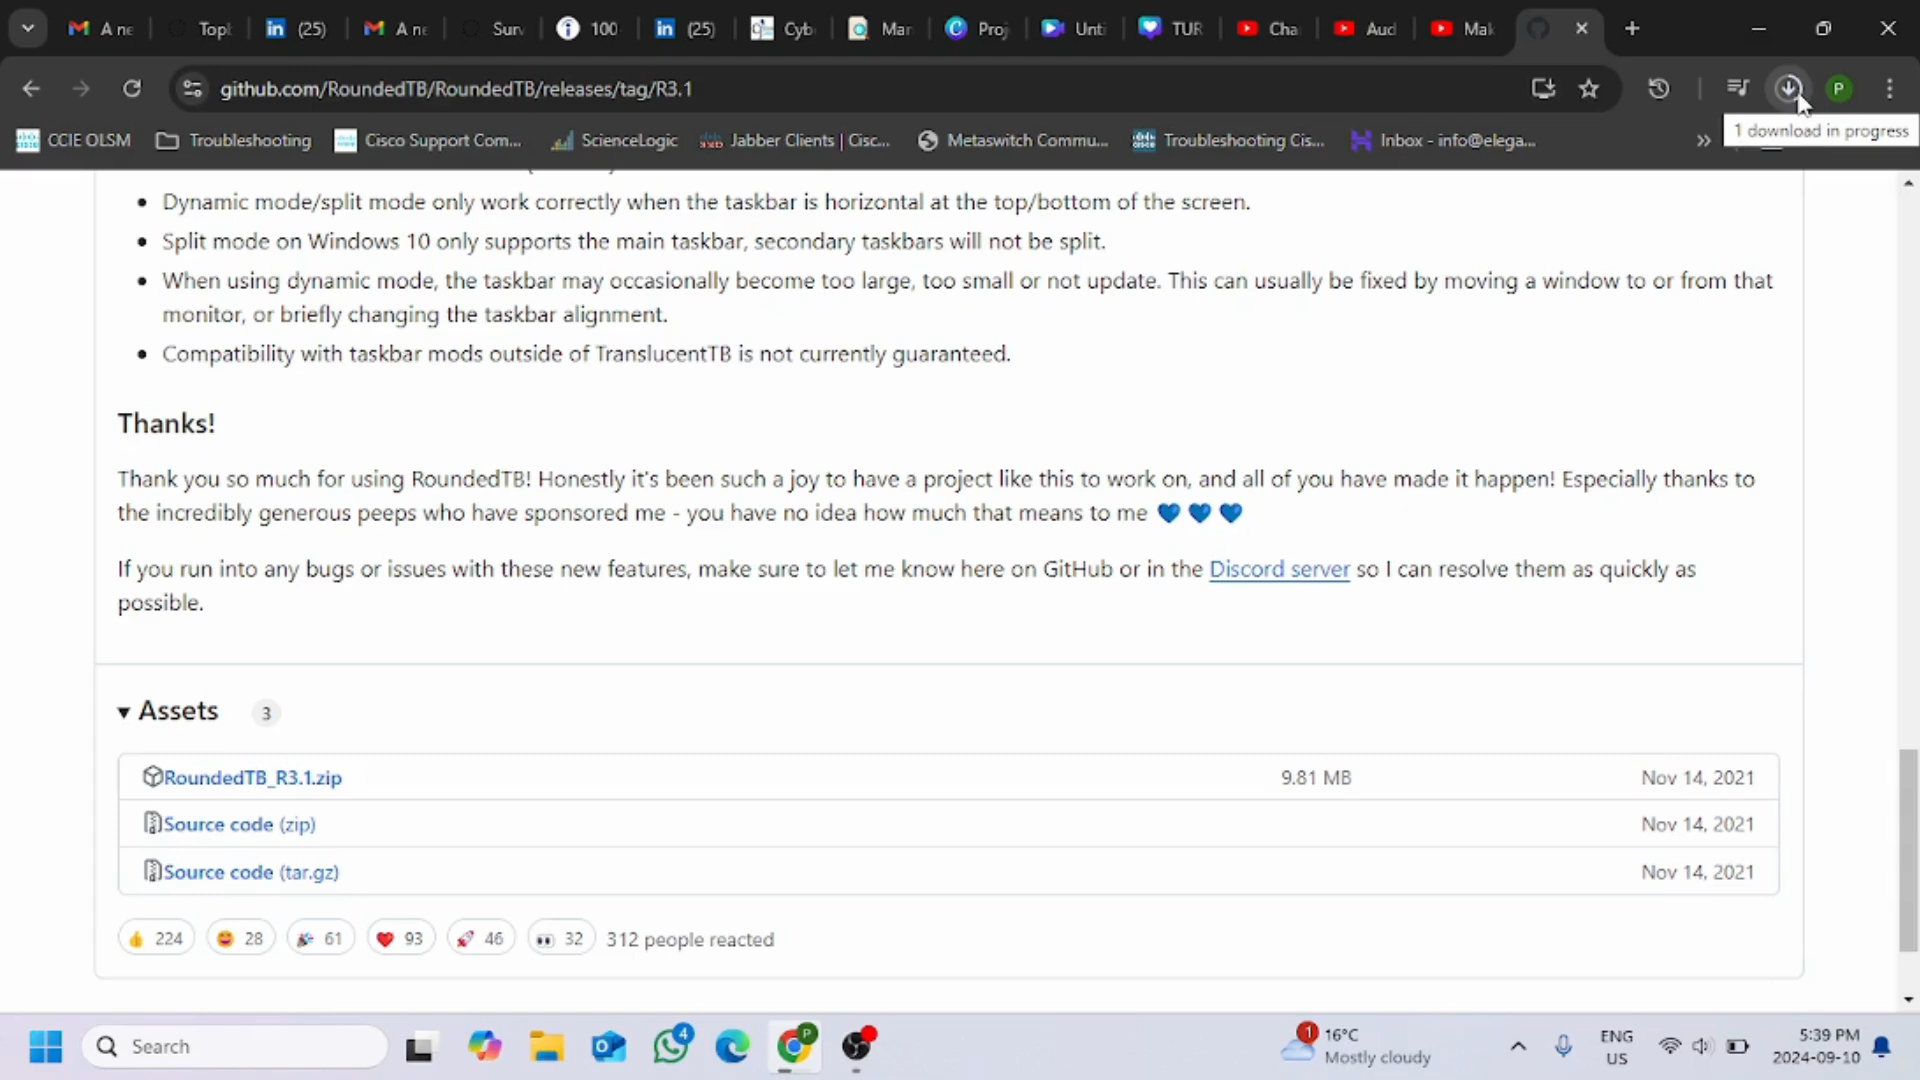 A ne
Topl
(25)
A ne
Surv
100
(25)
Cyb
Mar
Proj
Unti
TUR
Cha
Aud
Mak
github.com/RoundedTB/RoundedTB/releases/tag/R3.1
P
1 download in progress
CCIE OLSM
Troubleshooting
Cisco Support Com...
ScienceLogic
Jabber Clients | Cisc...
Metaswitch Commu...
Troubleshooting Cis...
Inbox - info@elega...
• Dynamic mode/split mode only work correctly when the taskbar is horizontal at the top/bottom of the screen.
• Split mode on Windows 10 only supports the main taskbar, secondary taskbars will not be split.
• When using dynamic mode, the taskbar may occasionally become too large, too small or not update. This can usually be fixed by moving a window to or from that
monitor, or briefly changing the taskbar alignment.
• Compatibility with taskbar mods outside of TranslucentTB is not currently guaranteed.
Thanks!
Thank you so much for using RoundedTB! Honestly it's been such a joy to have a project like this to work on, and all of you have made it happen! Especially thanks to
the incredibly generous peeps who have sponsored me - you have no idea how much that means to me 💙 💙 💙
If you run into any bugs or issues with these new features, make sure to let me know here on GitHub or in the Discord server so I can resolve them as quickly as
possible.
Assets 3
RoundedTB_R3.1.zip 9.81 MB Nov 14, 2021
Source code (zip) Nov 14, 2021
Source code (tar.gz) Nov 14, 2021
👍 224 😄 28 🎉 61 ❤️ 93 🚀 46 👀 32 312 people reacted
Search
4
P
1
16°C
Mostly cloudy
ENG
US
5:39 PM
2024-09-10